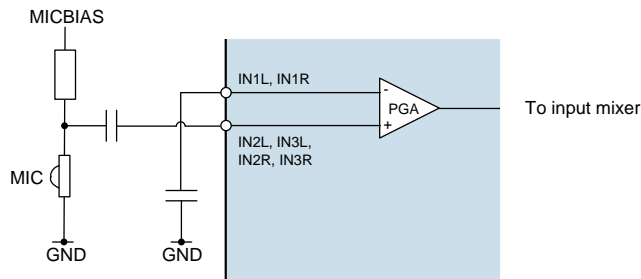 MICBIAS
IN1L, IN1R
-
PGA
+
To input mixer
IN2L, IN3L,
IN2R, IN3R
MIC
GND
GND